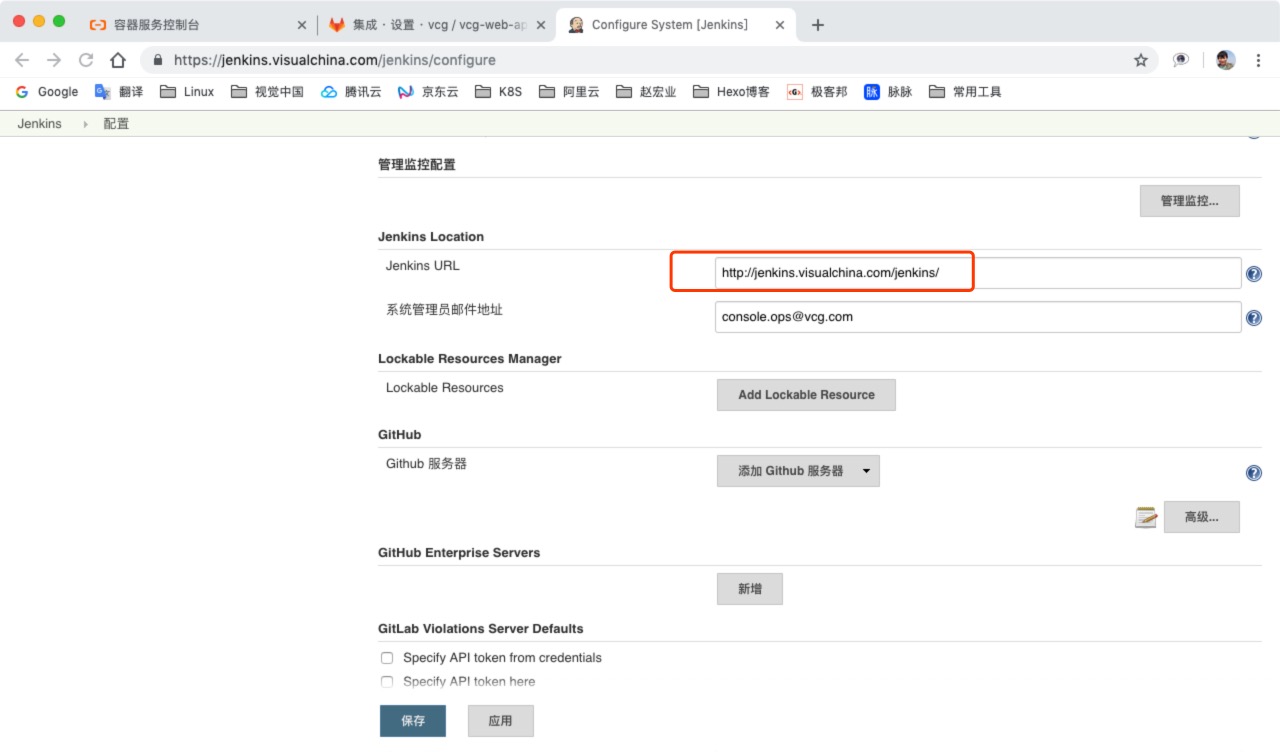 容器服务控制台
集成 · 设置 · vcg / vcg-web-ap
Configure System [Jenkins]
https://jenkins.visualchina.com/jenkins/configure
Google 翻译 Linux 视觉中国 腾讯云 京东云 K8S 阿里云 赵宏业 Hexo博客 极客邦 脉脉 常用工具
Jenkins 配置
管理监控配置
管理监控...
Jenkins Location
Jenkins URL
http://jenkins.visualchina.com/jenkins/
系统管理员邮件地址
console.ops@vcg.com
Lockable Resources Manager
Lockable Resources
Add Lockable Resource
GitHub
Github 服务器
添加 Github 服务器
高级...
GitHub Enterprise Servers
新增
GitLab Violations Server Defaults
Specify API token from credentials
Specify API token here
保存 应用